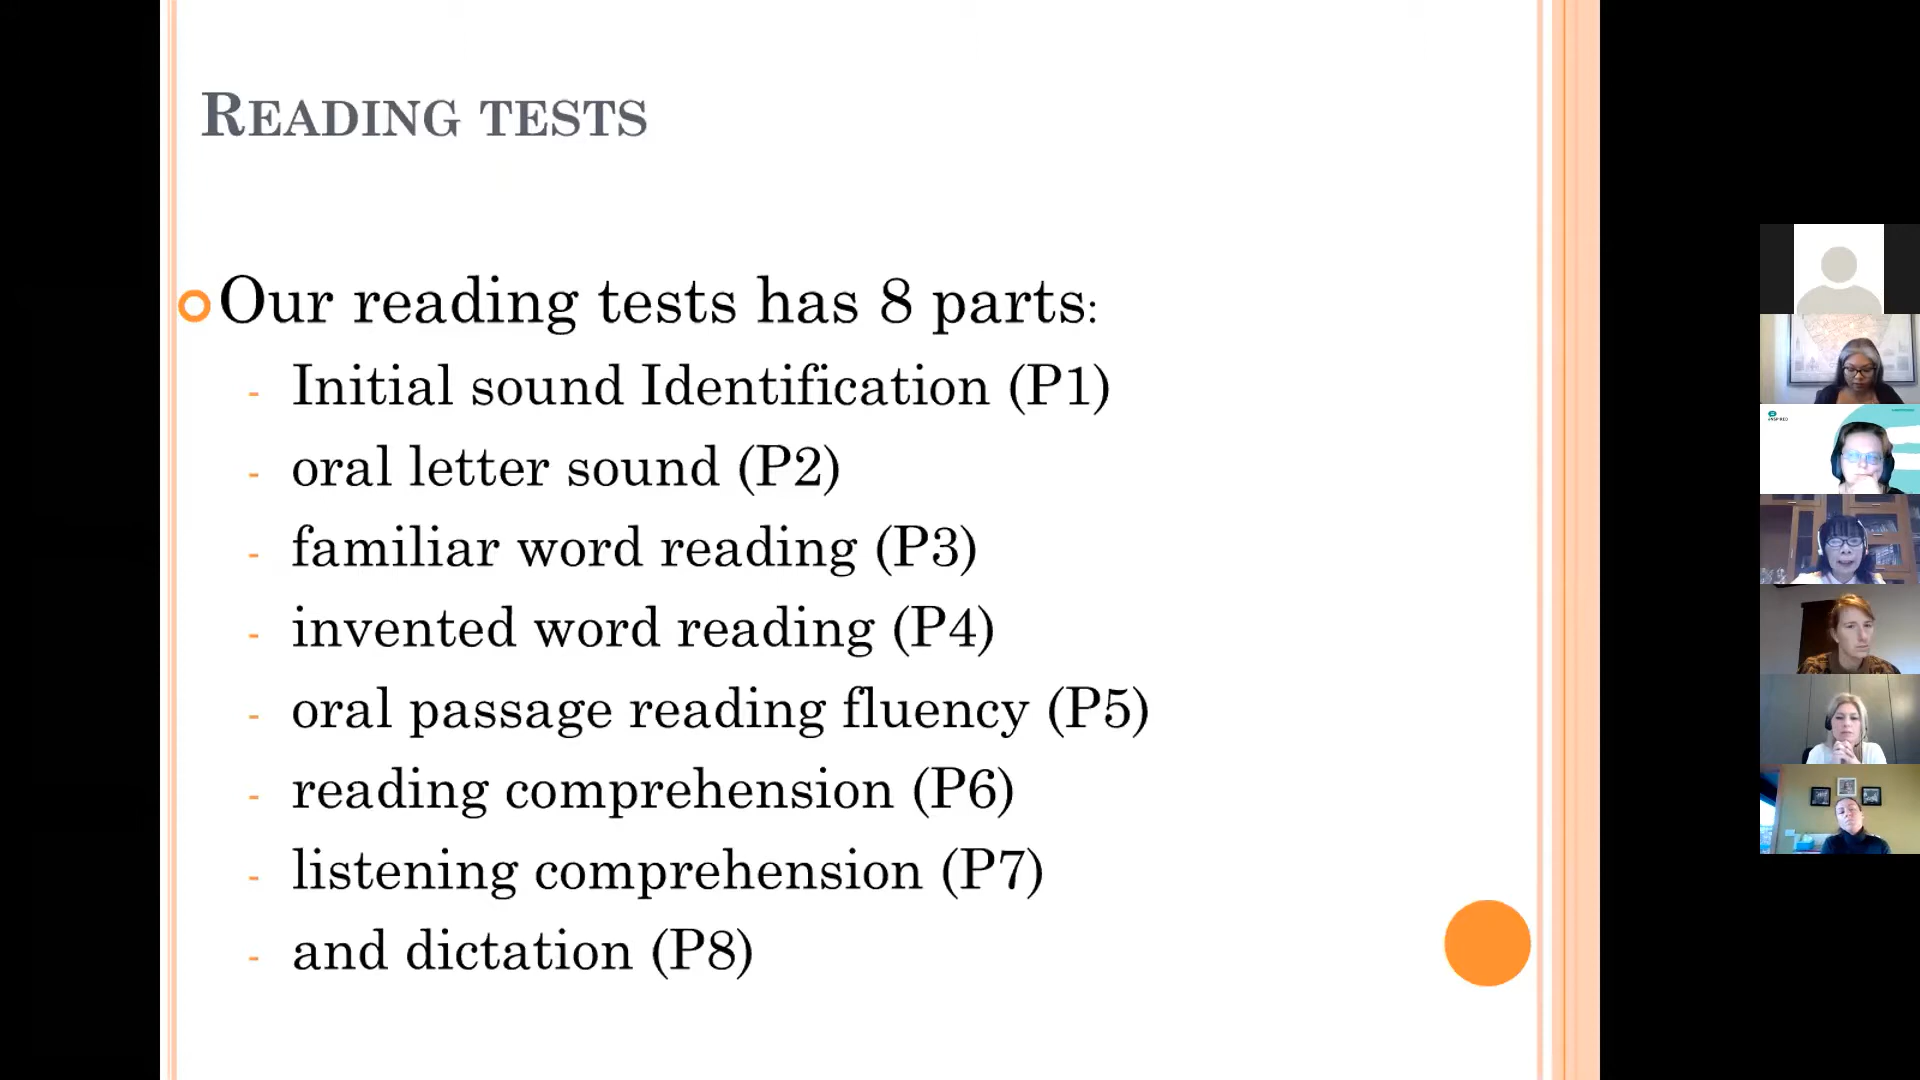 READING TESTS
Our reading tests has 8 parts:
- Initial sound Identification (P1)
- oral letter sound (P2)
- familiar word reading (P3)
- invented word reading (P4)
- oral passage reading fluency (P5)
- reading comprehension (P6)
- listening comprehension (P7)
- and dictation (P8)